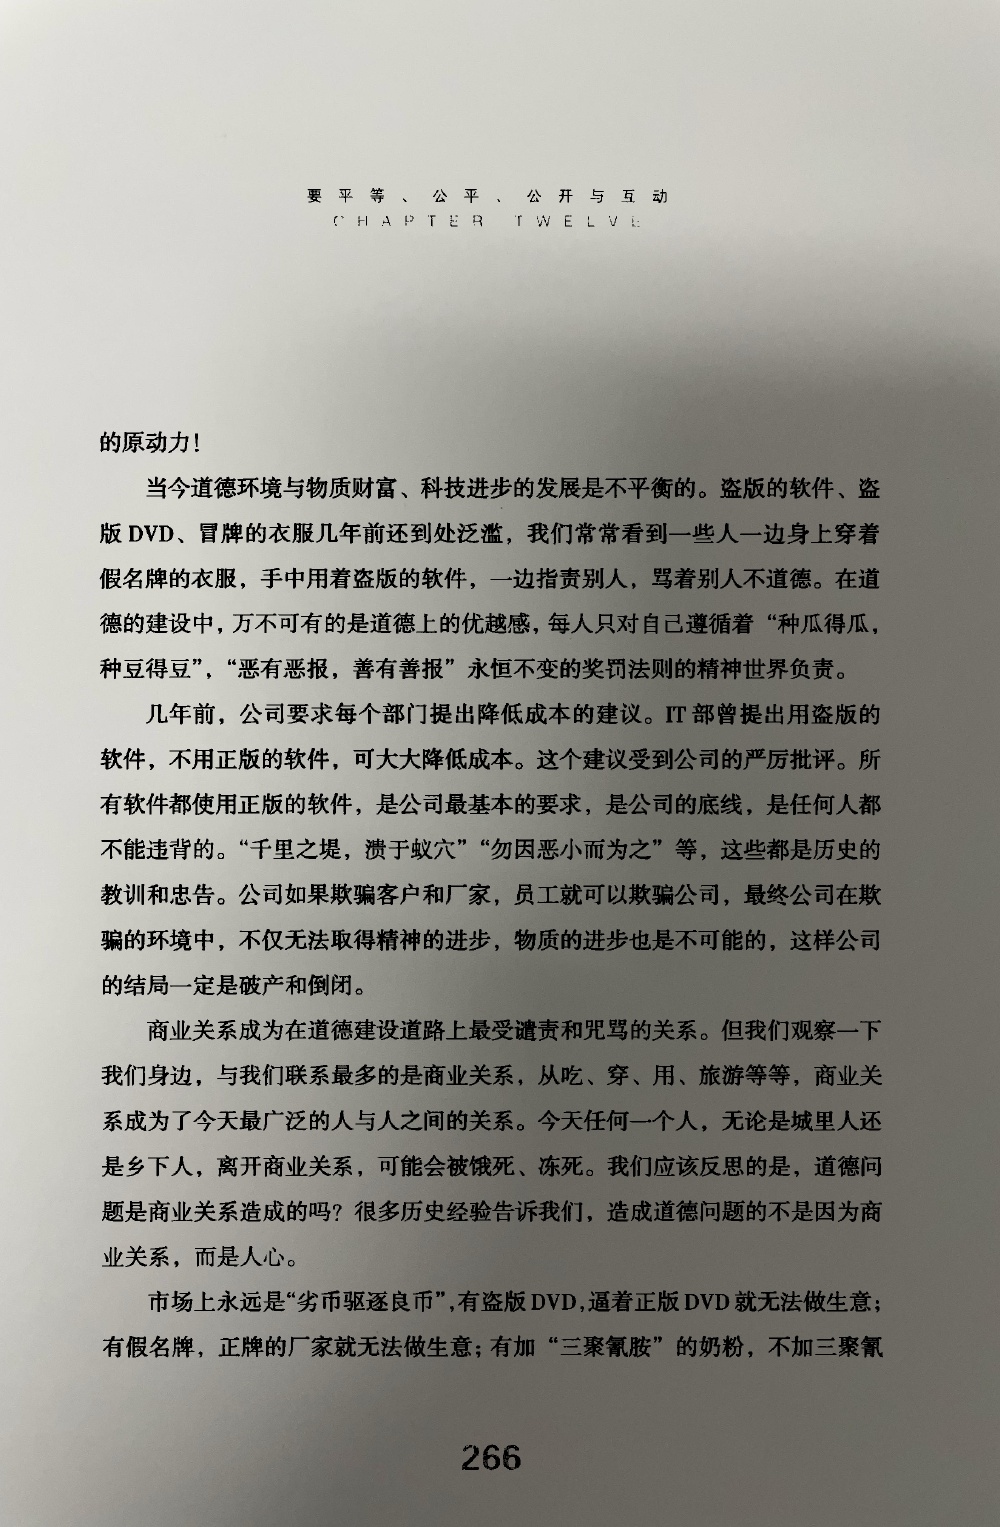 要平等、公平、公开与互动
CHAPTER TWELVE
的原动力！
当今道德环境与物质财富、科技进步的发展是不平衡的。盗版的软件、盗
版 DVD、冒牌的衣服几年前还到处泛滥，我们常常看到一些人一边身上穿着
假名牌的衣服，手中用着盗版的软件，一边指责别人，骂着别人不道德。在道
德的建设中，万不可有的是道德上的优越感，每人只对自己遵循着“种瓜得瓜，
种豆得豆”，“恶有恶报，善有善报”永恒不变的奖罚法则的精神世界负责。
几年前，公司要求每个部门提出降低成本的建议。IT 部曾提出用盗版的
软件，不用正版的软件，可大大降低成本。这个建议受到公司的严厉批评。所
有软件都使用正版的软件，是公司最基本的要求，是公司的底线，是任何人都
不能违背的。“千里之堤，溃于蚁穴”“勿因恶小而为之”等，这些都是历史的
教训和忠告。公司如果欺骗客户和厂家，员工就可以欺骗公司，最终公司在欺
骗的环境中，不仅无法取得精神的进步，物质的进步也是不可能的，这样公司
的结局一定是破产和倒闭。
商业关系成为在道德建设道路上最受谴责和咒骂的关系。但我们观察一下
我们身边，与我们联系最多的是商业关系，从吃、穿、用、旅游等等，商业关
系成为了今天最广泛的人与人之间的关系。今天任何一个人，无论是城里人还
是乡下人，离开商业关系，可能会被饿死、冻死。我们应该反思的是，道德问
题是商业关系造成的吗？很多历史经验告诉我们，造成道德问题的不是因为商
业关系，而是人心。
市场上永远是“劣币驱逐良币”，有盗版 DVD，逼着正版 DVD 就无法做生意；
有假名牌，正牌的厂家就无法做生意；有加“三聚氰胺”的奶粉，不加三聚氰
266